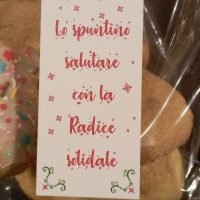 Lo spuntino
salutare
con la
Radice
solidale